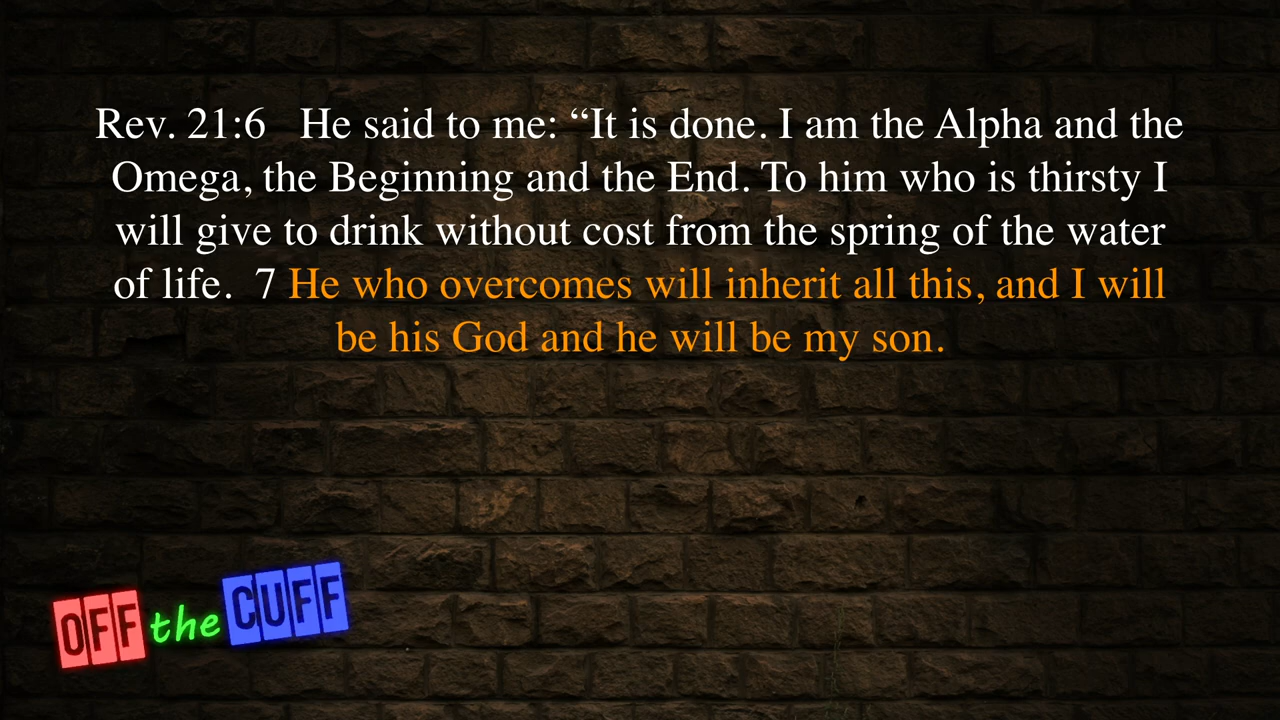 Rev. 21:6   He said to me: “It is done. I am the Alpha and the
Omega, the Beginning and the End. To him who is thirsty I
will give to drink without cost from the spring of the water
of life.  7 He who overcomes will inherit all this, and I will
be his God and he will be my son.
OFF the CUFF